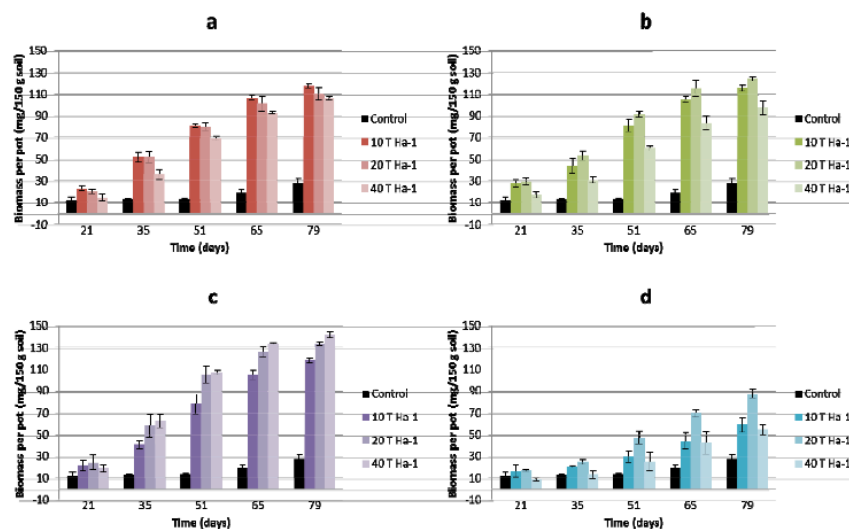 a
Biomass per pot (mg/150 g soil)
150
130
110
90
70
50
30
10
-10
21 35 51 65 79
Time (days)
Control
10 T Ha-1
20 T Ha-1
40 T Ha-1
b
Biomass per pot (mg/150 g soil)
150
130
110
90
70
50
30
10
-10
21 35 51 65 79
Time (days)
Control
10 T Ha-1
20 T Ha-1
40 T Ha-1
c
Biomass per pot (mg/150 g soil)
150
130
110
90
70
50
30
10
-10
21 35 51 65 79
Time (days)
Control
10 T Ha-1
20 T Ha-1
40 T Ha-1
d
Biomass per pot (mg/150 g soil)
150
130
110
90
70
50
30
10
-10
21 35 51 65 79
Time (days)
Control
10 T Ha-1
20 T Ha-1
40 T Ha-1